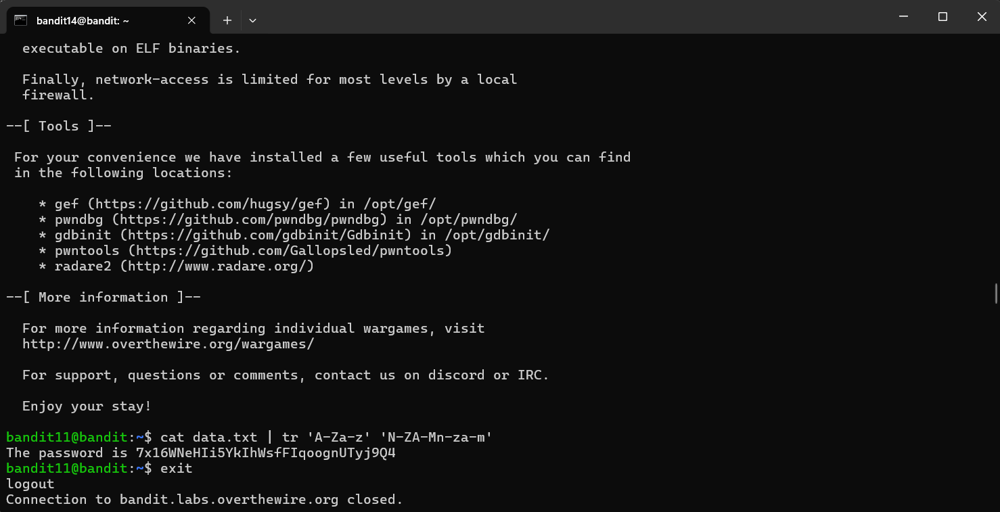 bandit14@bandit: ~
executable on ELF binaries.
Finally, network-access is limited for most levels by a local
firewall.
--[ Tools ]--
For your convenience we have installed a few useful tools which you can find
in the following locations:
* gef (https://github.com/hugsy/gef) in /opt/gef/
* pwndbg (https://github.com/pwndbg/pwndbg) in /opt/pwndbg/
* gdbinit (https://github.com/gdbinit/Gdbinit) in /opt/gdbinit/
* pwntools (https://github.com/Gallopsled/pwntools)
* radare2 (http://www.radare.org/)
--[ More information ]--
For more information regarding individual wargames, visit
http://www.overthewire.org/wargames/
For support, questions or comments, contact us on discord or IRC.
Enjoy your stay!
bandit11@bandit:~$ cat data.txt | tr 'A-Za-z' 'N-ZA-Mn-za-m'
The password is 7x16WNeHIi5YkIhWsfFIqoognUTyj9Q4
bandit11@bandit:~$ exit
logout
Connection to bandit.labs.overthewire.org closed.